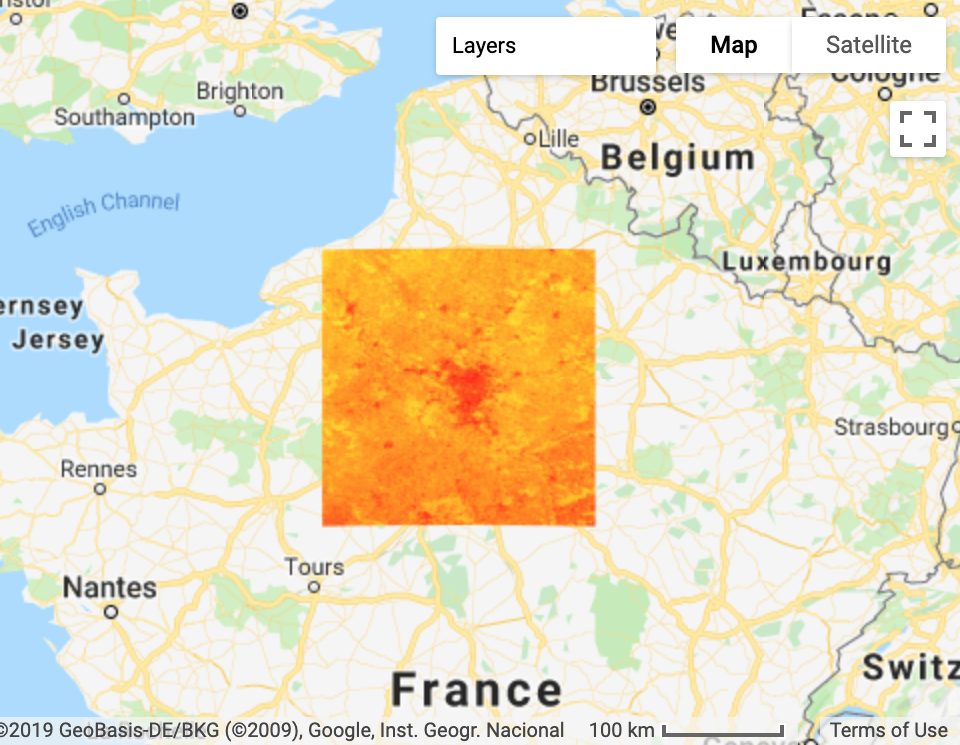 Layers
Map
Satellite
Brussels
Cologne
Brighton
Southampton
Lille
Belgium
English Channel
Luxembourg
ernsey
Jersey
Strasbourg
Rennes
Tours
Nantes
Switz
France
©2019 GeoBasis-DE/BKG (©2009), Google, Inst. Geogr. Nacional
100 km
Terms of Use